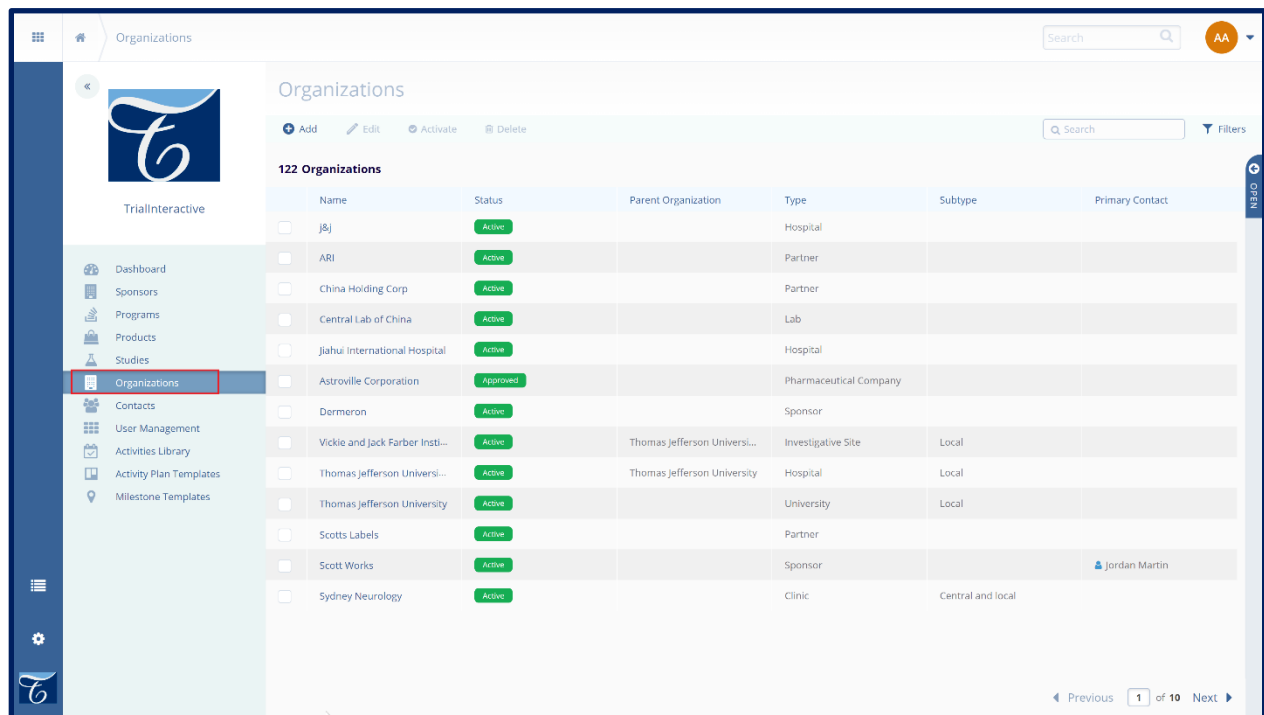 Organizations
Search
AA
TrialInteractive
Dashboard
Sponsors
Programs
Products
Studies
Organizations
Contacts
User Management
Activities Library
Activity Plan Templates
Milestone Templates
Organizations
Add Edit Activate Delete
Search
Filters
OPEN
122 Organizations
Name Status Parent Organization Type Subtype Primary Contact
j&j Active Hospital
ARI Active Partner
China Holding Corp Active Partner
Central Lab of China Active Lab
Jiahui International Hospital Active Hospital
Astroville Corporation Approved Pharmaceutical Company
Dermeron Active Sponsor
Vickie and Jack Farber Insti... Active Thomas Jefferson Universi... Investigative Site Local
Thomas Jefferson Universi... Active Thomas Jefferson University Hospital Local
Thomas Jefferson University Active University Local
Scotts Labels Active Partner
Scott Works Active Sponsor Jordan Martin
Sydney Neurology Active Clinic Central and local
Previous 1 of 10 Next